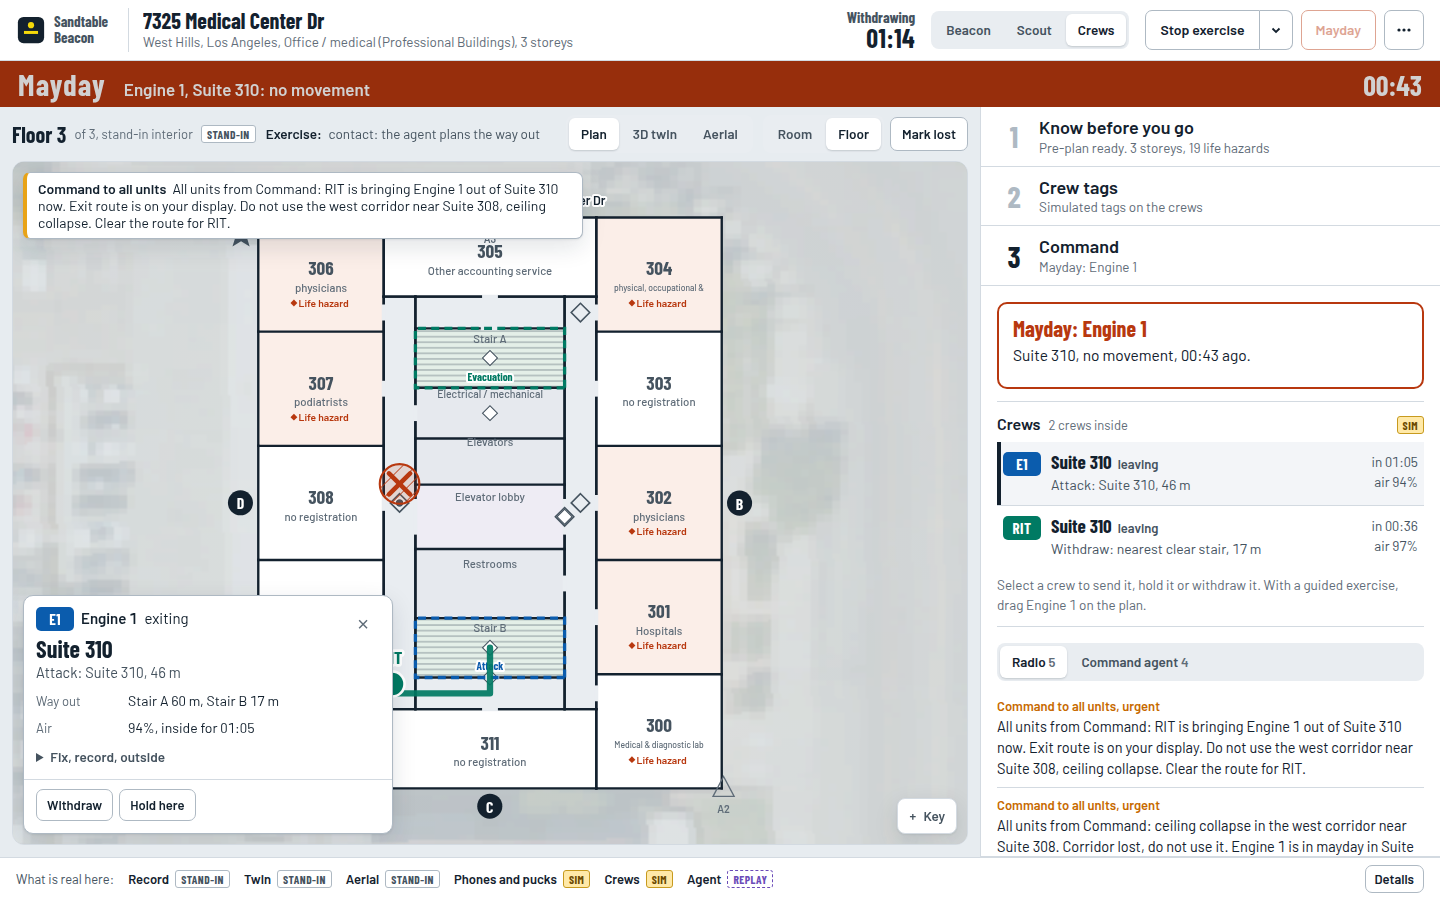 Sandtable
Beacon
7325 Medical Center Dr
West Hills, Los Angeles, Office / medical (Professional Buildings), 3 storeys
Withdrawing
01:14
Beacon
Scout
Crews
Stop exercise
Mayday
Mayday
Engine 1, Suite 310: no movement
00:43
Floor 3
of 3, stand-in interior
STAND-IN
Exercise: contact: the agent plans the way out
Plan
3D twin
Aerial
Room
Floor
Mark lost
Command to all units All units from Command: RIT is bringing Engine 1 out of Suite 310
now. Exit route is on your display. Do not use the west corridor near Suite 308, ceiling
collapse. Clear the route for RIT.
er Dr
305
Other accounting service
306
physicians
Life hazard
304
physical, occupational &
Life hazard
Stair A
Evacuation
Electrical / mechanical
Elevators
307
podiatrists
Life hazard
303
no registration
D
308
no registration
Elevator lobby
302
physicians
Life hazard
B
Restrooms
Stair B
Attack
301
Hospitals
Life hazard
300
Medical & diagnostic lab
Life hazard
311
no registration
C
A2
+ Key
E1 Engine 1 exiting
Suite 310
Attack: Suite 310, 46 m
Way out Stair A 60 m, Stair B 17 m
Air 94%, inside for 01:05
Fix, record, outside
Withdraw
Hold here
1
Know before you go
Pre-plan ready. 3 storeys, 19 life hazards
2
Crew tags
Simulated tags on the crews
3
Command
Mayday: Engine 1
Mayday: Engine 1
Suite 310, no movement, 00:43 ago.
Crews 2 crews inside
SIM
E1
Suite 310 leaving
Attack: Suite 310, 46 m
in 01:05
air 94%
RIT
Suite 310 leaving
Withdraw: nearest clear stair, 17 m
in 00:36
air 97%
Select a crew to send it, hold it or withdraw it. With a guided exercise,
drag Engine 1 on the plan.
Radio 5
Command agent 4
Command to all units, urgent
All units from Command: RIT is bringing Engine 1 out of Suite 310
now. Exit route is on your display. Do not use the west corridor near
Suite 308, ceiling collapse. Clear the route for RIT.
Command to all units, urgent
All units from Command: ceiling collapse in the west corridor near
Suite 308. Corridor lost, do not use it. Engine 1 is in mayday in Suite
What is real here:
Record STAND-IN
Twin STAND-IN
Aerial STAND-IN
Phones and pucks SIM
Crews SIM
Agent REPLAY
Details